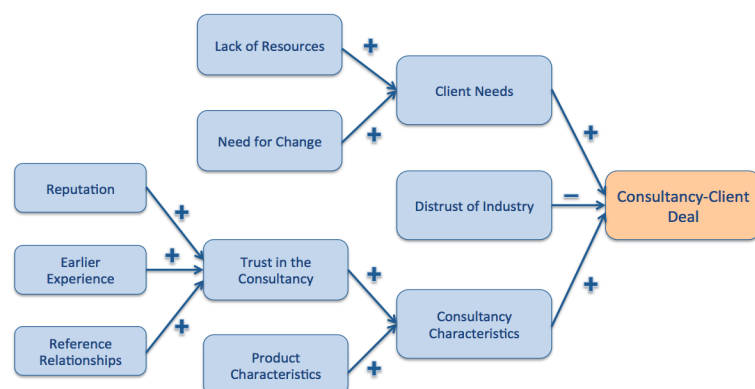 Lack of Resources
+
Client Needs
Need for Change
+
+
Reputation
+
Distrust of Industry
−
Consultancy-Client
Deal
Earlier
Experience
+
Trust in the
Consultancy
+
+
Reference
Relationships
+
Consultancy
Characteristics
Product
Characteristics
+